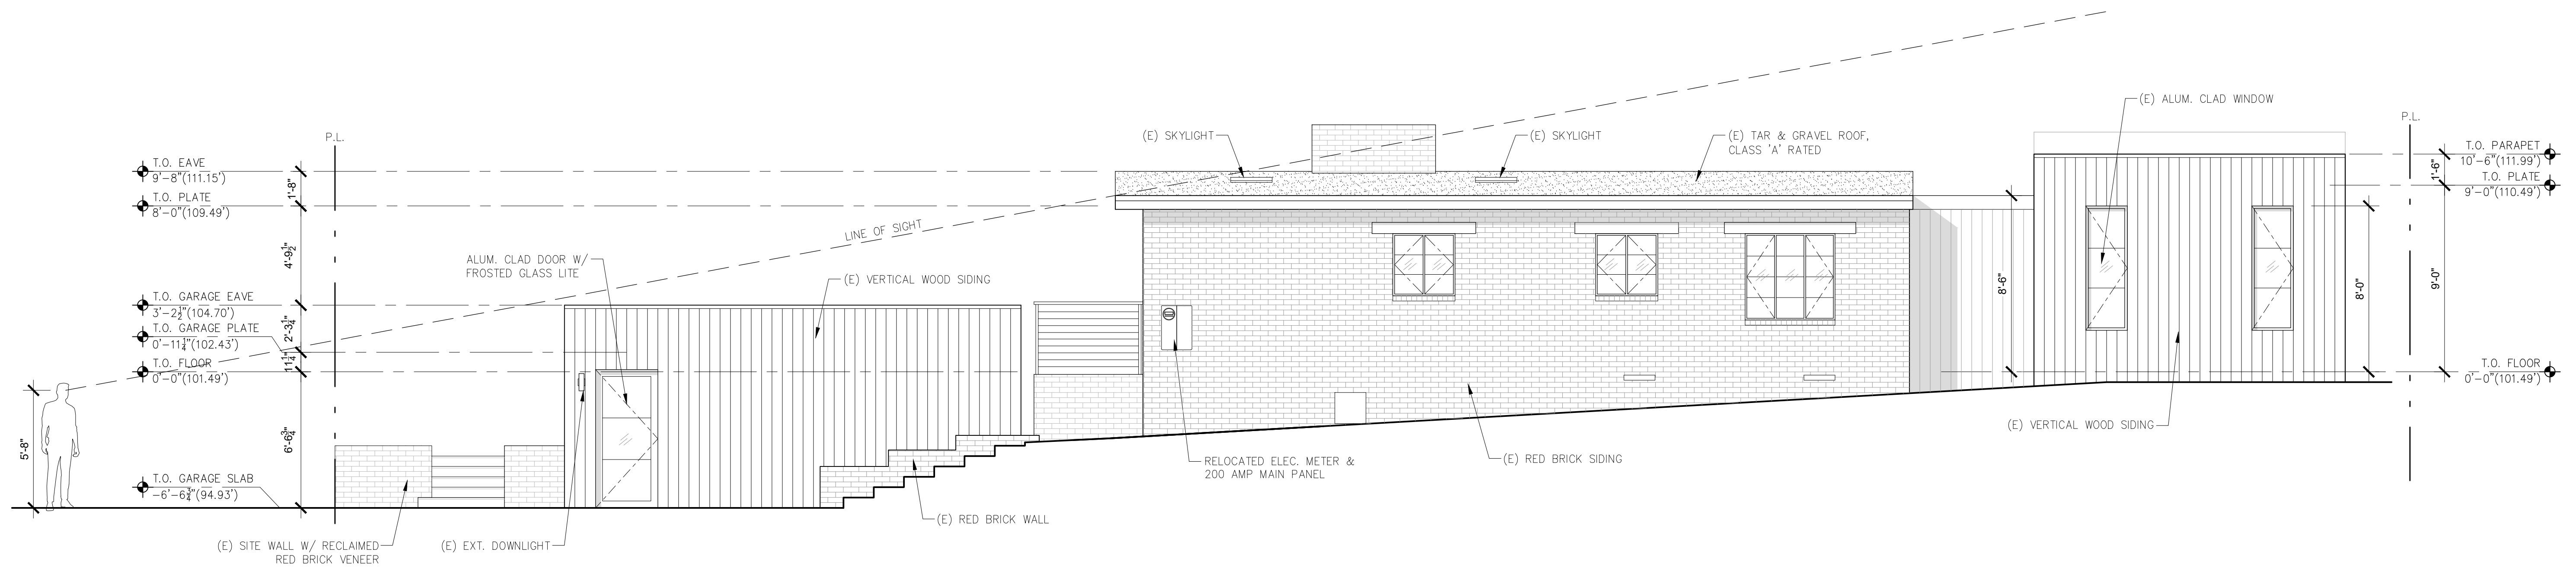 P.L.
T.O. EAVE
9'-8"(111.15')
T.O. PLATE
8'-0"(109.49')
T.O. GARAGE EAVE
3'-2½"(104.70')
T.O. GARAGE PLATE
0'-11¼"(102.43')
T.O. FLOOR
0'-0"(101.49')
T.O. GARAGE SLAB
-6'-6¾"(94.93')
1'-8"
4'-9½"
2'-3¼"
11¼"
6'-6¾"
5'-8"
(E) SITE WALL W/ RECLAIMED
RED BRICK VENEER
(E) EXT. DOWNLIGHT
ALUM. CLAD DOOR W/
FROSTED GLASS LITE
LINE OF SIGHT
(E) VERTICAL WOOD SIDING
(E) RED BRICK WALL
(E) SKYLIGHT
(E) SKYLIGHT
(E) TAR & GRAVEL ROOF,
CLASS 'A' RATED
RELOCATED ELEC. METER &
200 AMP MAIN PANEL
(E) RED BRICK SIDING
8'-6"
(E) ALUM. CLAD WINDOW
(E) VERTICAL WOOD SIDING
8'-0"
P.L.
9'-0"
1'-6"
T.O. PARAPET
10'-6"(111.99')
T.O. PLATE
9'-0"(110.49')
T.O. FLOOR
0'-0"(101.49')